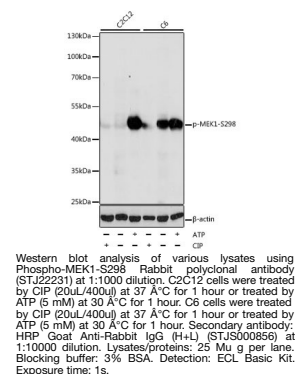 C2C12 C6
130kDa
100kDa
70kDa
55kDa
p-MEK1-S298
40kDa
35kDa
25kDa
β-actin
− − + − − + ATP
+ − − + − − CIP
Western blot analysis of various lysates using
Phospho-MEK1-S298 Rabbit polyclonal antibody
(STJ22231) at 1:1000 dilution. C2C12 cells were treated
by CIP (20uL/400ul) at 37 Â°C for 1 hour or treated by
ATP (5 mM) at 30 Â°C for 1 hour. C6 cells were treated
by CIP (20uL/400ul) at 37 Â°C for 1 hour or treated by
ATP (5 mM) at 30 Â°C for 1 hour. Secondary antibody:
HRP Goat Anti-Rabbit IgG (H+L) (STJS000856) at
1:10000 dilution. Lysates/proteins: 25 Mu g per lane.
Blocking buffer: 3% BSA. Detection: ECL Basic Kit.
Exposure time: 1s.